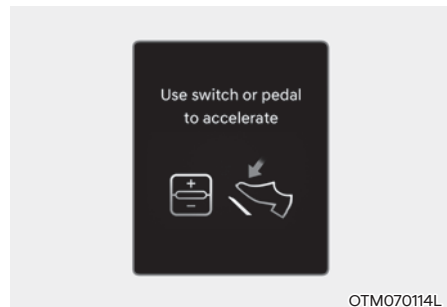 Use switch or pedal
to accelerate
OTM070114L